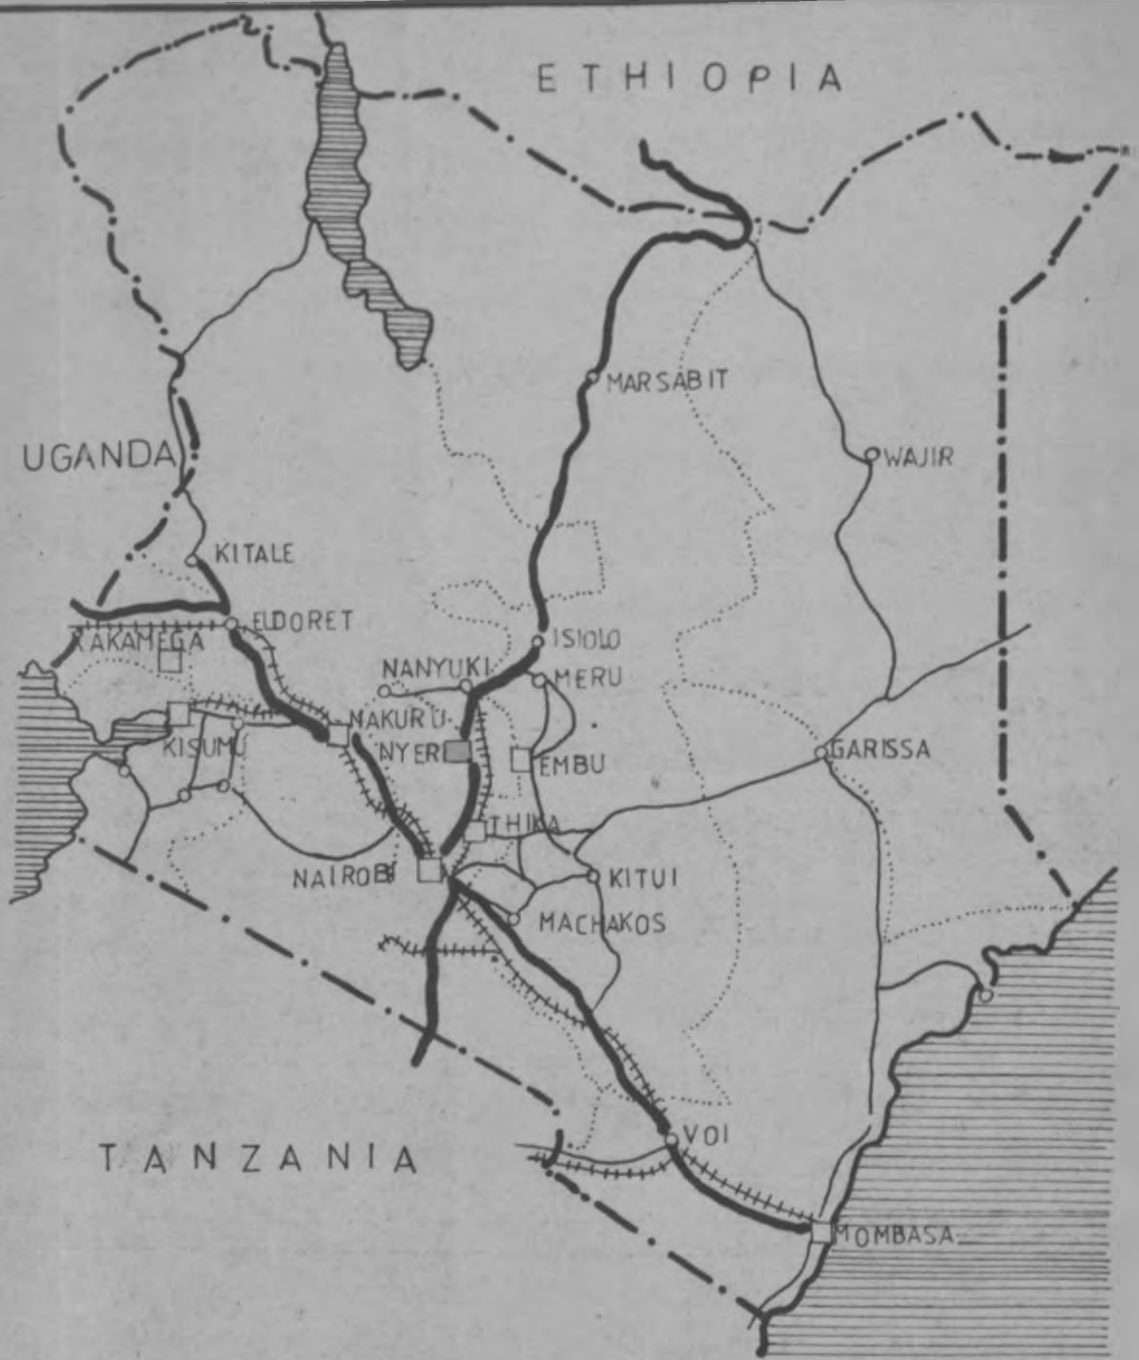 ETHIOPIA
MARSABIT
UGANDA
WAJIR
KITALE
ELDORET
KAKAMEGA
ISIOLO
NANYUKI
MERU
NAKURU
KISUMU
NYERI
EMBU
GARISSA
THIKA
NAIROBI
KITUI
MACHAKOS
VOI
TANZANIA
MOMBASA